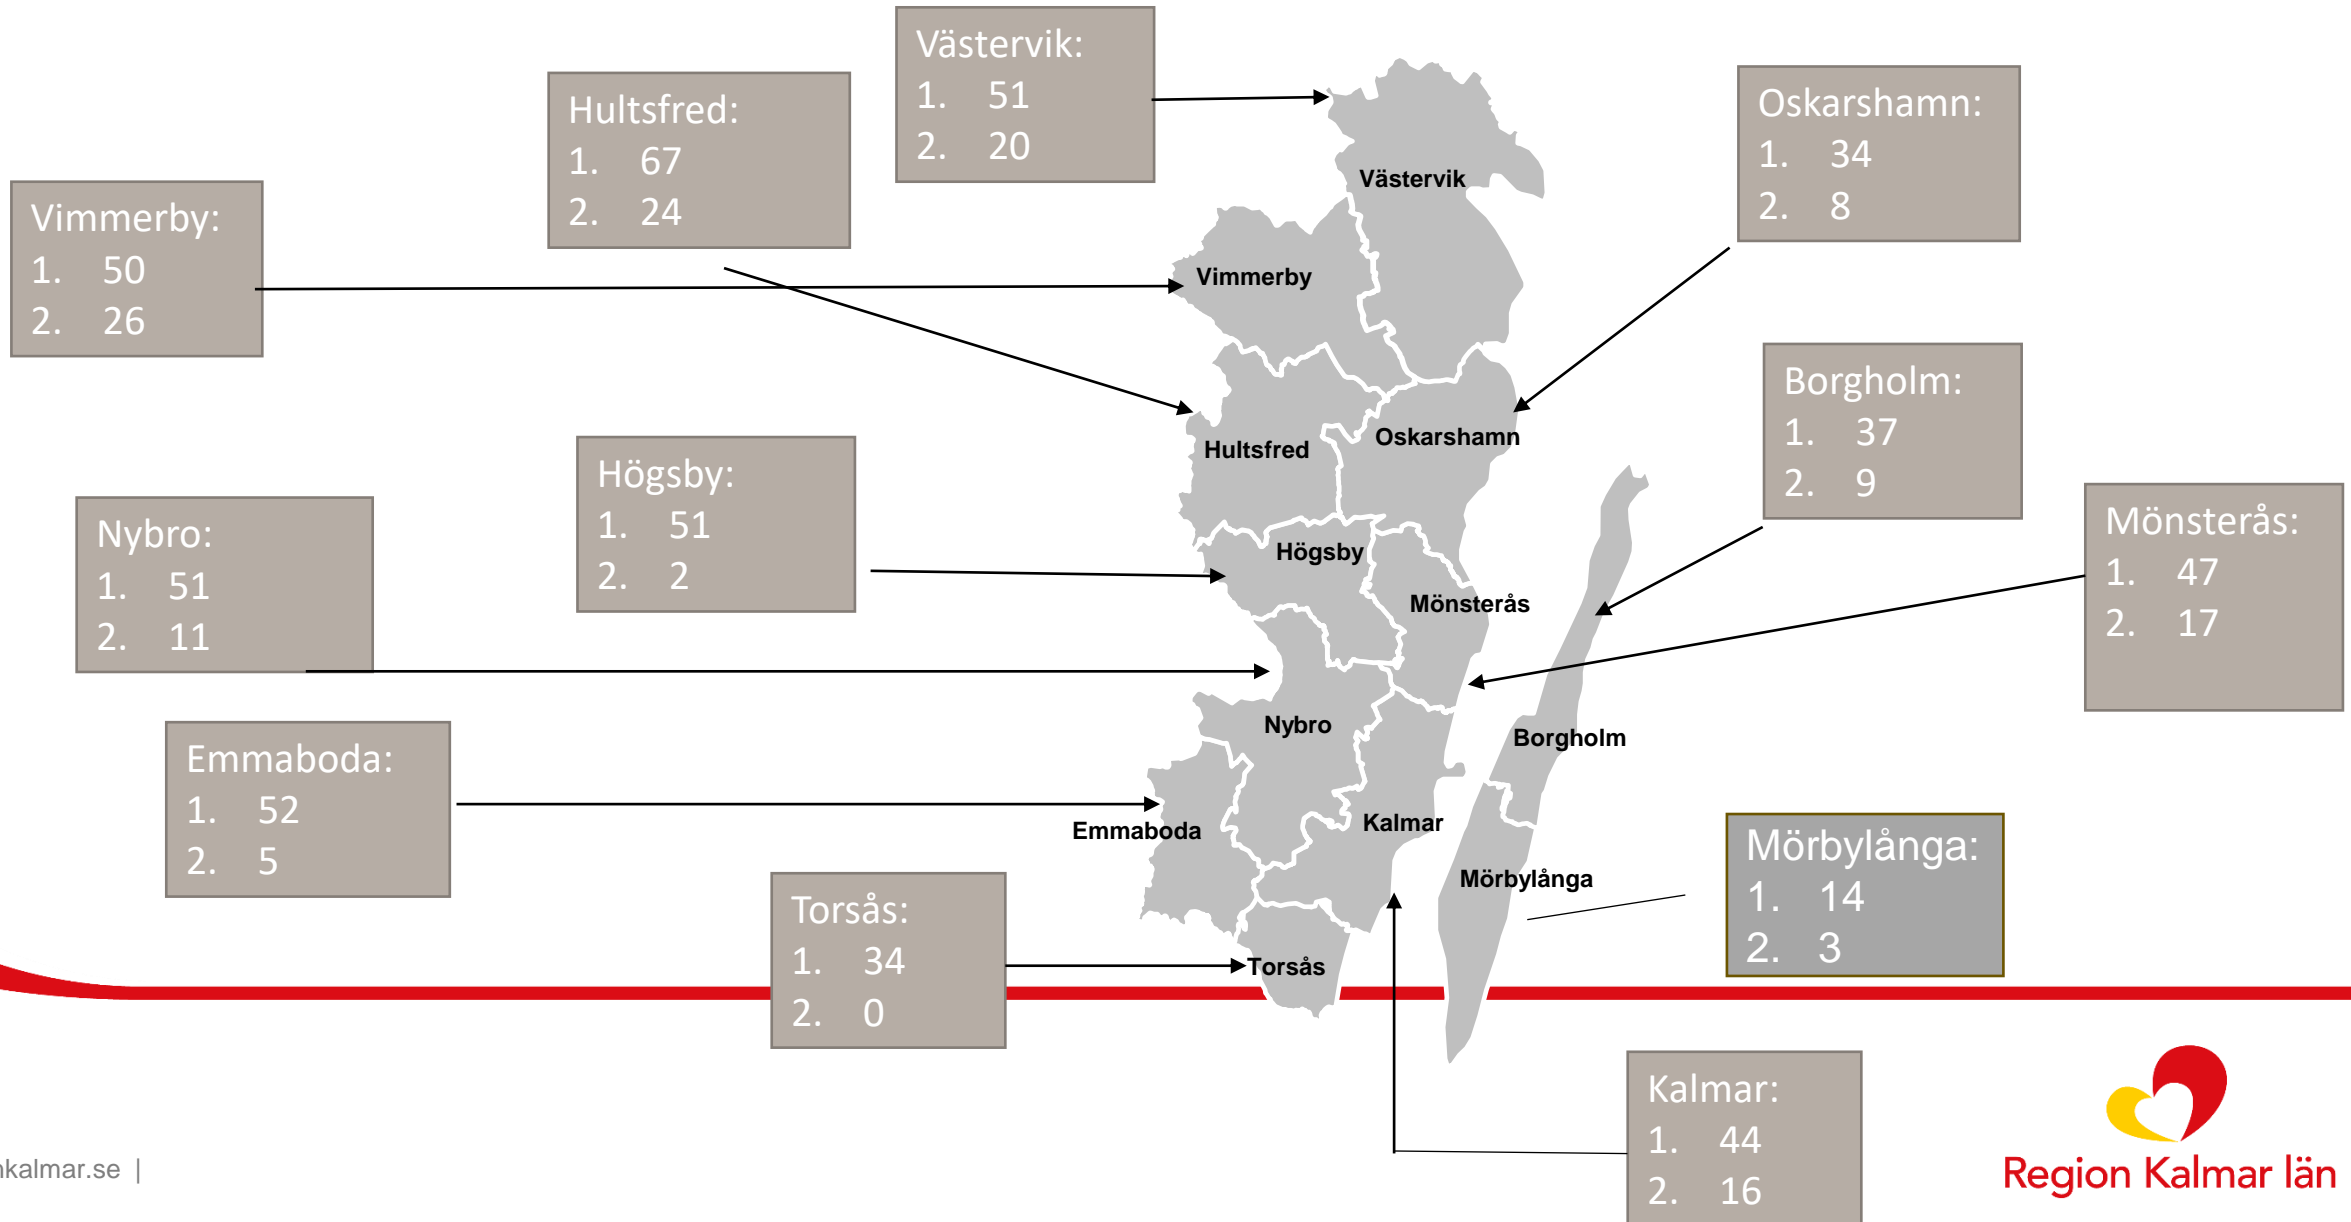 Västervik:
1. 51
2. 20
Hultsfred:
1. 67
2. 24
Oskarshamn:
1. 34
2. 8
Vimmerby:
1. 50
2. 26
Borgholm:
1. 37
2. 9
Högsby:
1. 51
2. 2
Mönsterås:
1. 47
2. 17
Nybro:
1. 51
2. 11
Emmaboda:
1. 52
2. 5
Mörbylånga:
1. 14
2. 3
Torsås:
1. 34
2. 0
Kalmar:
1. 44
2. 16
Västervik
Vimmerby
Oskarshamn
Hultsfred
Högsby
Mönsterås
Nybro
Borgholm
Kalmar
Emmaboda
Mörbylånga
Torsås
kalmar.se |
Region Kalmar län